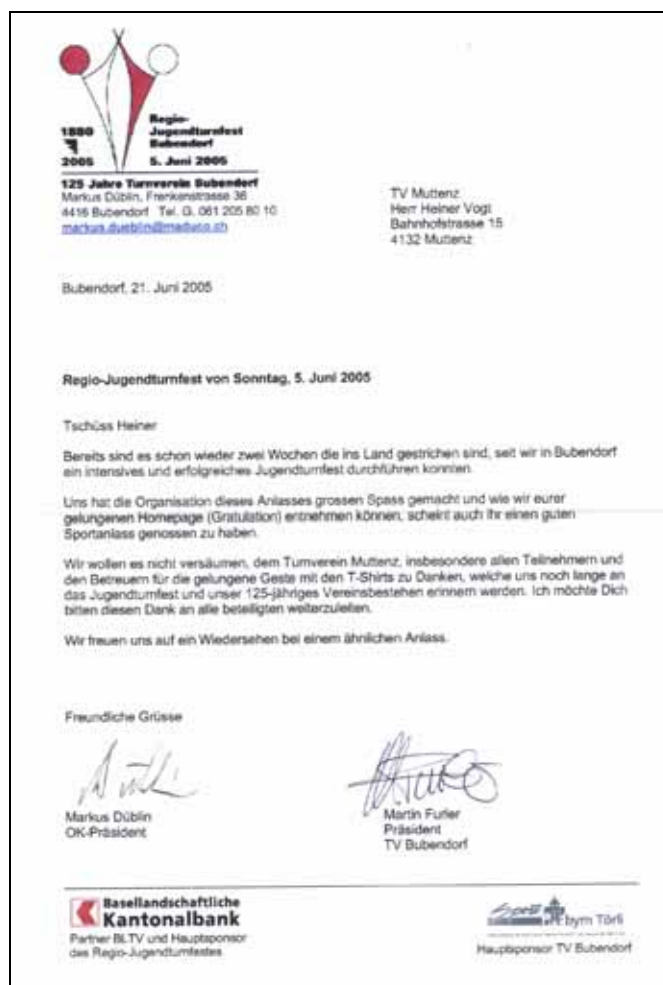 1880
2005
Regio-
Jugendturnfest
Bubendorf
5. Juni 2005
125 Jahre Turnverein Bubendorf
Markus Düblin, Frenkenstrasse 36
4416 Bubendorf Tel. G. 061 205 80 10
markus.dueblin@maduco.ch
TV Muttenz
Herr Heiner Vogt
Bahnhofstrasse 15
4132 Muttenz
Bubendorf, 21. Juni 2005
Regio-Jugendturnfest von Sonntag, 5. Juni 2005
Tschüss Heiner
Bereits sind es schon wieder zwei Wochen die ins Land gestrichen sind, seit wir in Bubendorf
ein intensives und erfolgreiches Jugendturnfest durchführen konnten.
Uns hat die Organisation dieses Anlasses grossen Spass gemacht und wie wir eurer
gelungenen Homepage (Gratulation) entnehmen können, scheint auch Ihr einen guten
Sportanlass genossen zu haben.
Wir wollen es nicht versäumen, dem Turnverein Muttenz, insbesondere allen Teilnehmern und
den Betreuern für die gelungene Geste mit den T-Shirts zu Danken, welche uns noch lange an
das Jugendturnfest und unser 125-jähriges Vereinsbestehen erinnern werden. Ich möchte Dich
bitten diesen Dank an alle beteiligten weiterzuleiten.
Wir freuen uns auf ein Wiedersehen bei einem ähnlichen Anlass.
Freundliche Grüsse
Markus Düblin
OK-Präsident
Martin Furler
Präsident
TV Bubendorf
Basellandschaftliche
Kantonalbank
Partner BLTV und Hauptsponsor
des Regio-Jugendturnfestes
Sport bym Törli
Hauptsponsor TV Bubendorf